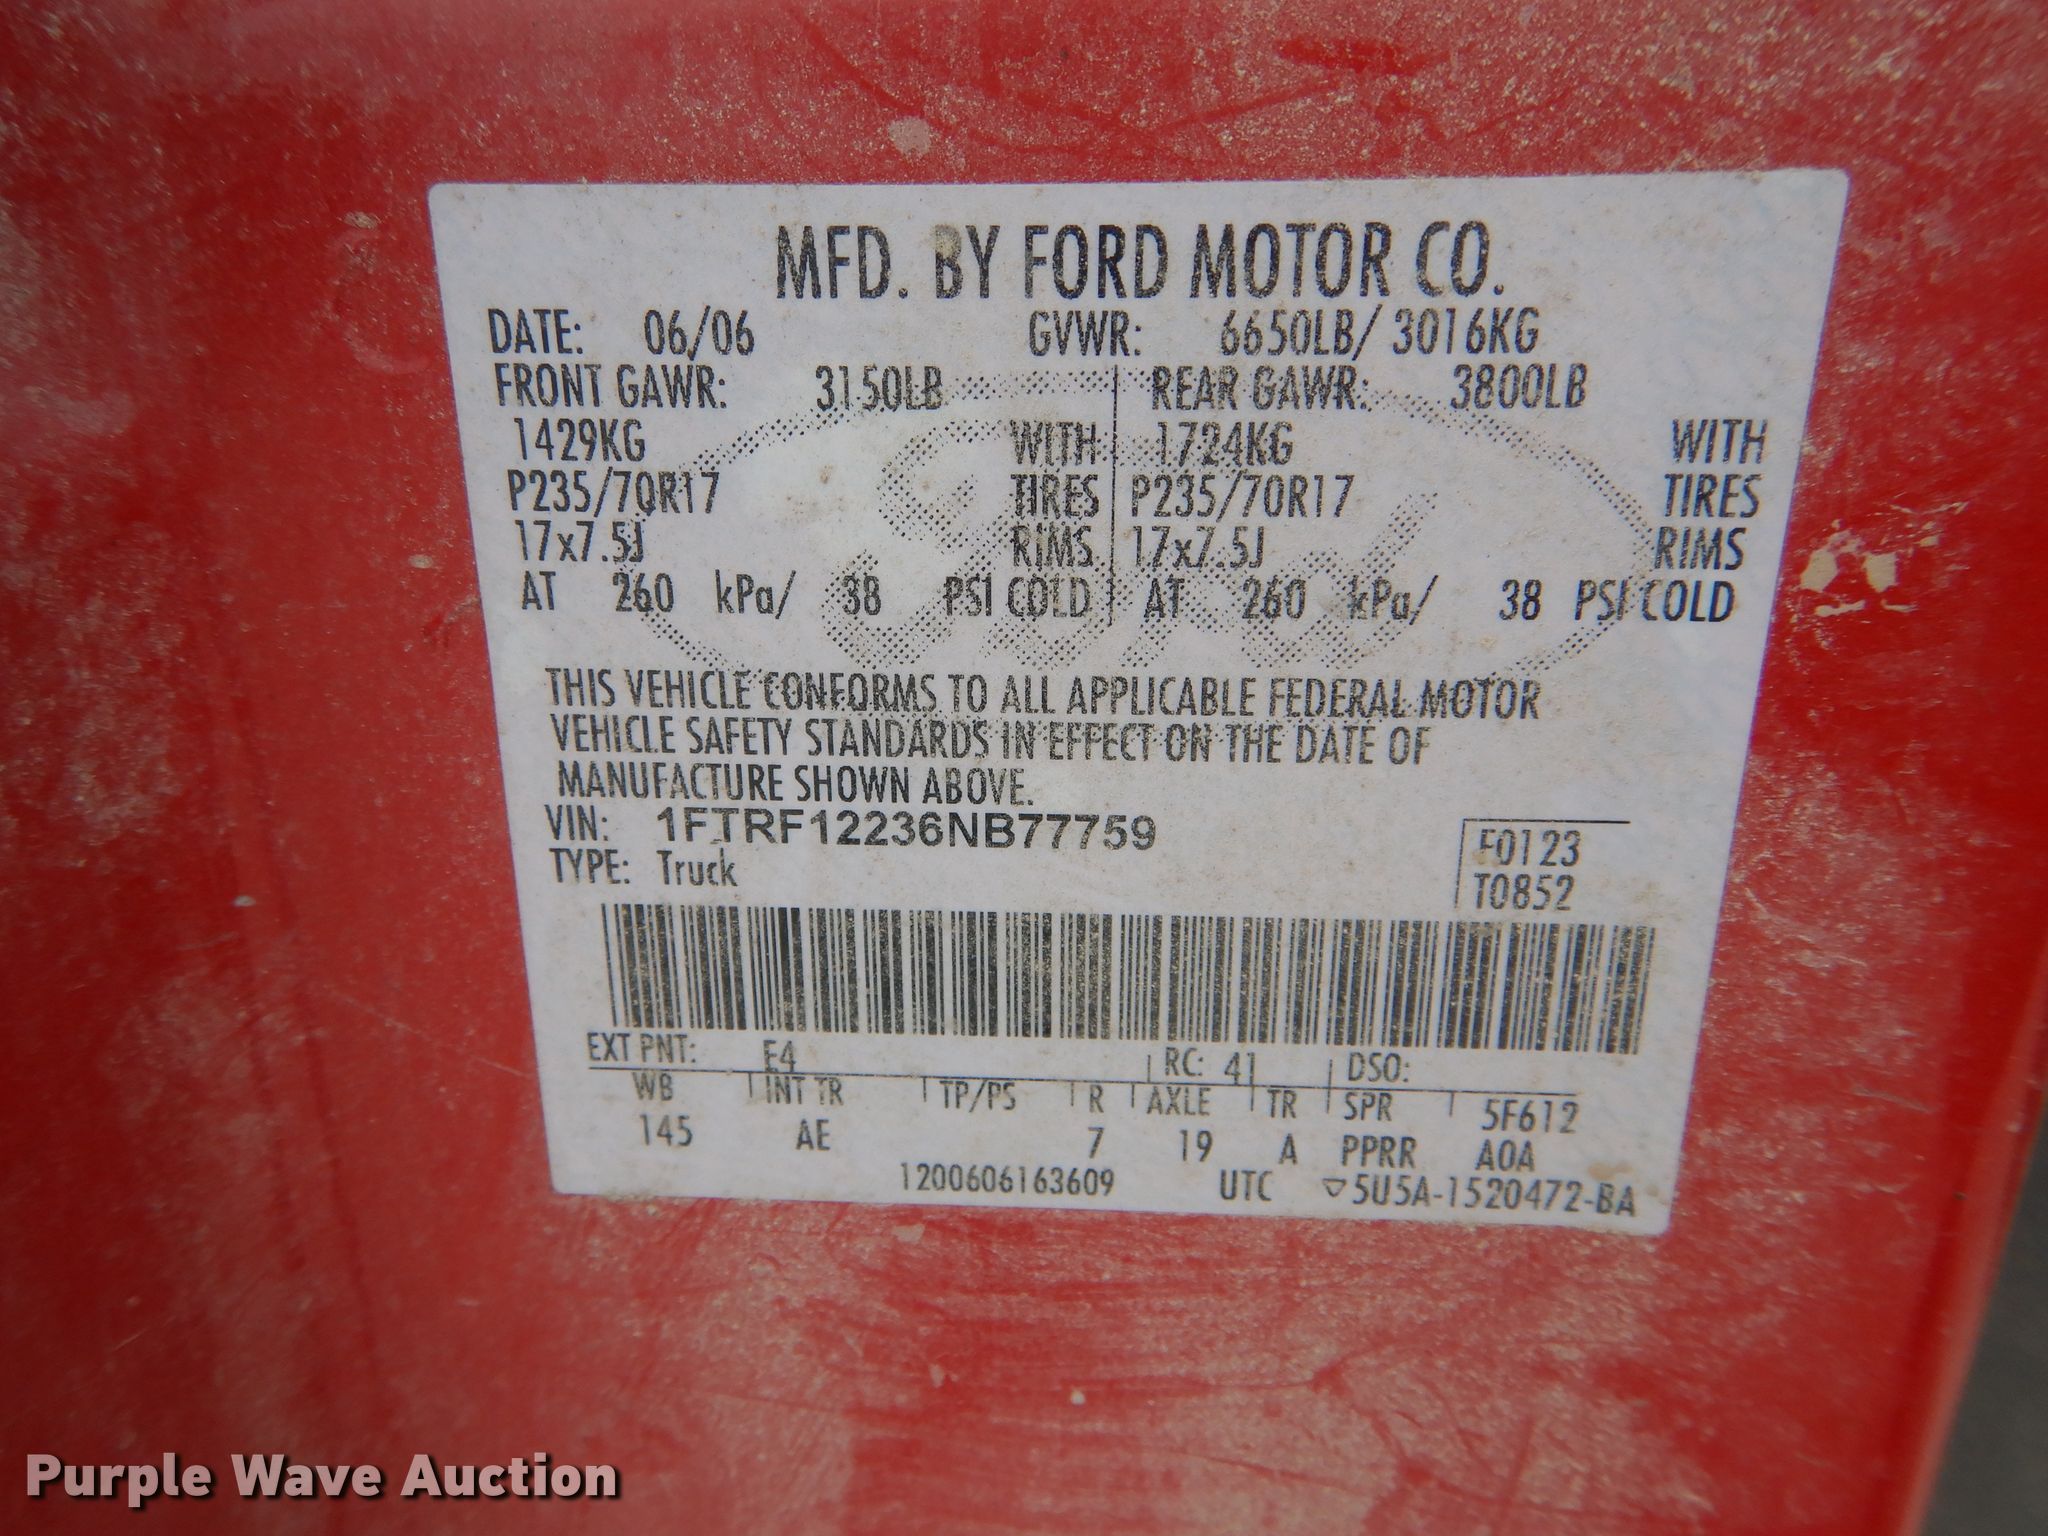 MFD. BY FORD MOTOR CO.
DATE: 06/06 GVWR: 6650LB/ 3016KG
FRONT GAWR: 3150LB REAR GAWR: 3800LB
1429KG WITH 1724KG WITH
P235/70R17 TIRES P235/70R17 TIRES
17x7.5J RIMS 17x7.5J RIMS
AT 260 kPa/ 38 PSI COLD AT 260 kPa/ 38 PSI COLD
THIS VEHICLE CONFORMS TO ALL APPLICABLE FEDERAL MOTOR
VEHICLE SAFETY STANDARDS IN EFFECT ON THE DATE OF
MANUFACTURE SHOWN ABOVE.
VIN: 1FTRF12236NB77759
TYPE: Truck
F0123
T0852
EXT PNT: E4 RC: 41 DSO:
WB INT TR TP/PS R AXLE TR SPR 5F612
145 AE 7 19 A PPRR A0A
1200606163609 UTC ▽5U5A-1520472-BA
Purple Wave Auction